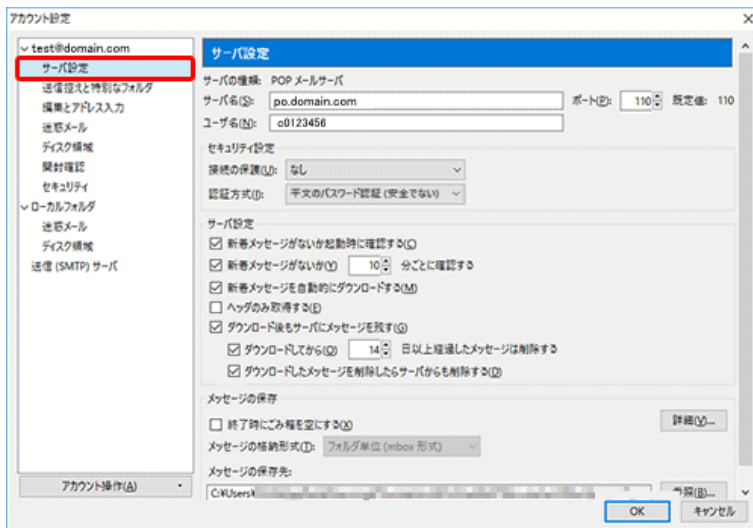 アカウント設定
test@domain.com
サーバ設定
送信控えと特別なフォルダ
編集とアドレス入力
迷惑メール
ディスク領域
開封確認
セキュリティ
ローカルフォルダ
迷惑メール
ディスク領域
送信 (SMTP) サーバ
アカウント操作(A)
サーバ設定
サーバの種類: POP メールサーバ
サーバ名(S): po.domain.com ポート(P): 110 既定値: 110
ユーザ名(N): c0123456
セキュリティ設定
接続の保護(U): なし
認証方式(I): 平文のパスワード認証 (安全でない)
サーバ設定
新着メッセージがないか起動時に確認する(C)
新着メッセージがないか(Y) 10 分ごとに確認する
新着メッセージを自動的にダウンロードする(M)
ヘッダのみ取得する(E)
ダウンロード後もサーバにメッセージを残す(G)
ダウンロードしてから(O) 14 日以上経過したメッセージは削除する
ダウンロードしたメッセージを削除したらサーバからも削除する(D)
メッセージの保存
終了時にごみ箱を空にする(X) 詳細(V)...
メッセージの格納形式(T): フォルダ単位 (mbox 形式)
メッセージの保存先:
C:¥Users¥ 参照(B)...
OK キャンセル